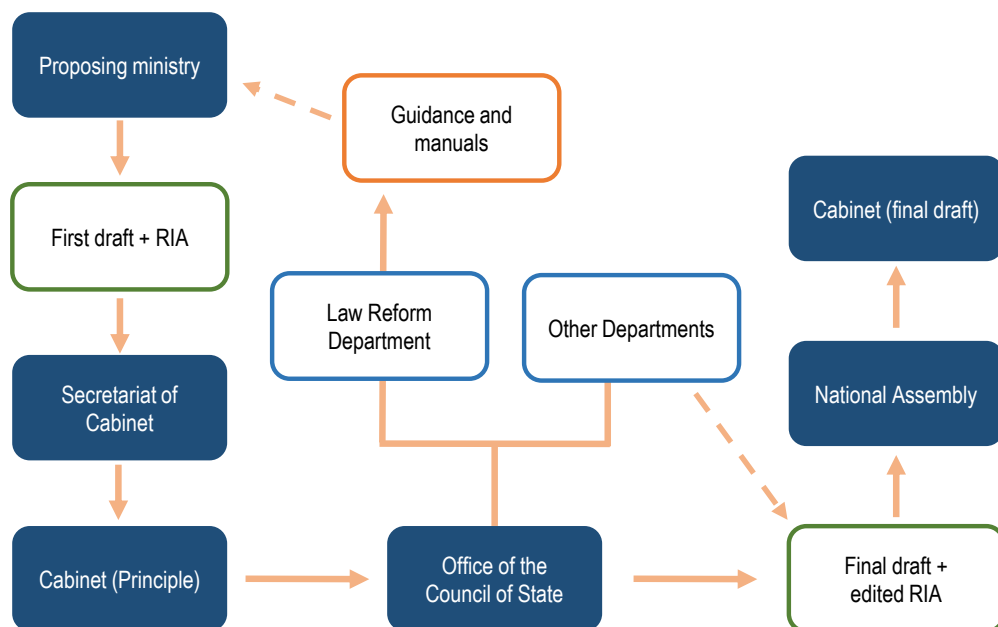 Proposing ministry
Guidance and
manuals
First draft + RIA
Cabinet (final draft)
Law Reform
Department
Other Departments
Secretariat of
Cabinet
National Assembly
Cabinet (Principle)
Office of the
Council of State
Final draft +
edited RIA